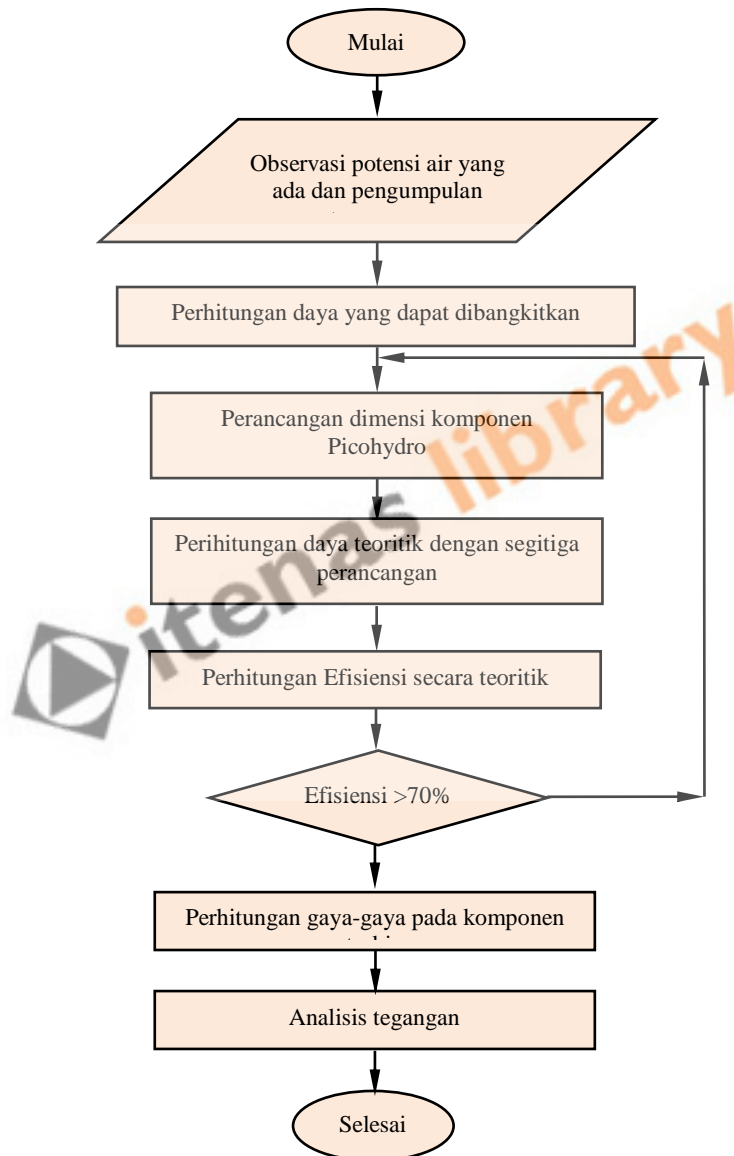 Mulai
Observasi potensi air yang
ada dan pengumpulan
Perhitungan daya yang dapat dibangkitkan
Perancangan dimensi komponen
Picohydro
Perihitungan daya teoritik dengan segitiga
perancangan
Perhitungan Efisiensi secara teoritik
Efisiensi >70%
Perhitungan gaya-gaya pada komponen
Analisis tegangan
Selesai
itenas library